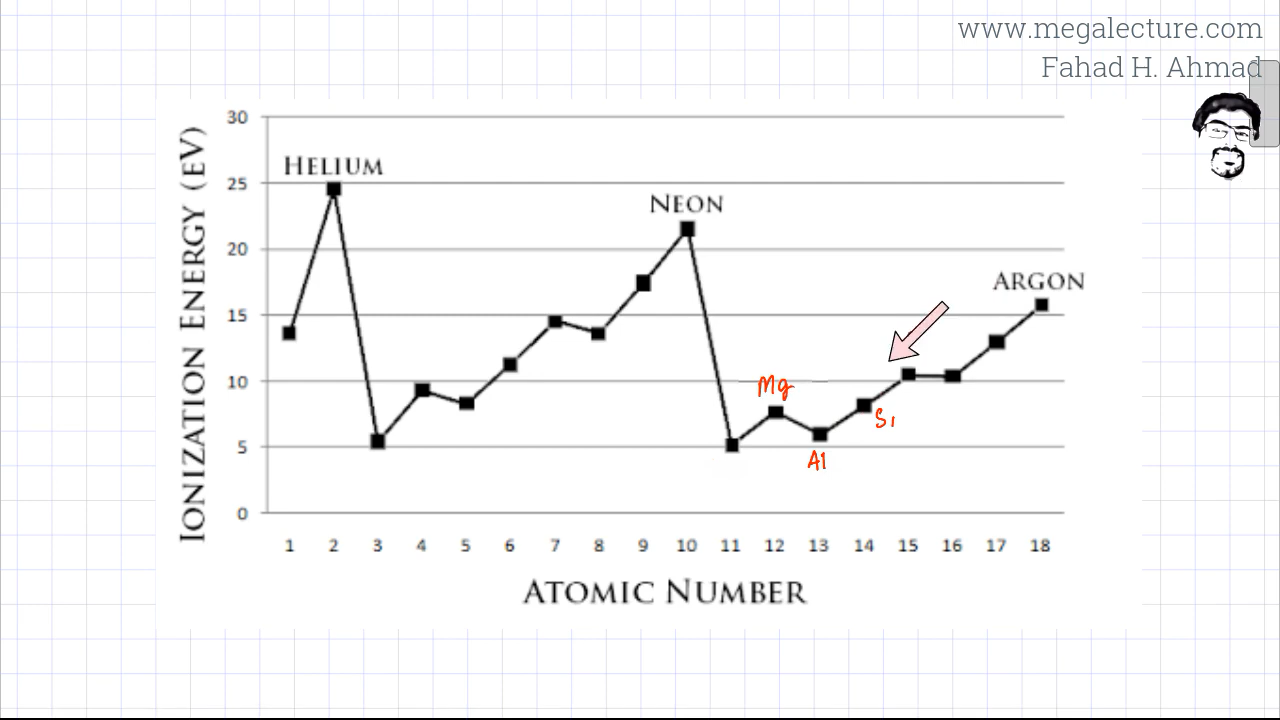 www.megalecture.com
Fahad H. Ahmad
IONIZATION ENERGY (EV)
30
25
20
15
10
5
0
HELIUM
NEON
ARGON
Mg
Al
Si
1 2 3 4 5 6 7 8 9 10 11 12 13 14 15 16 17 18
ATOMIC NUMBER